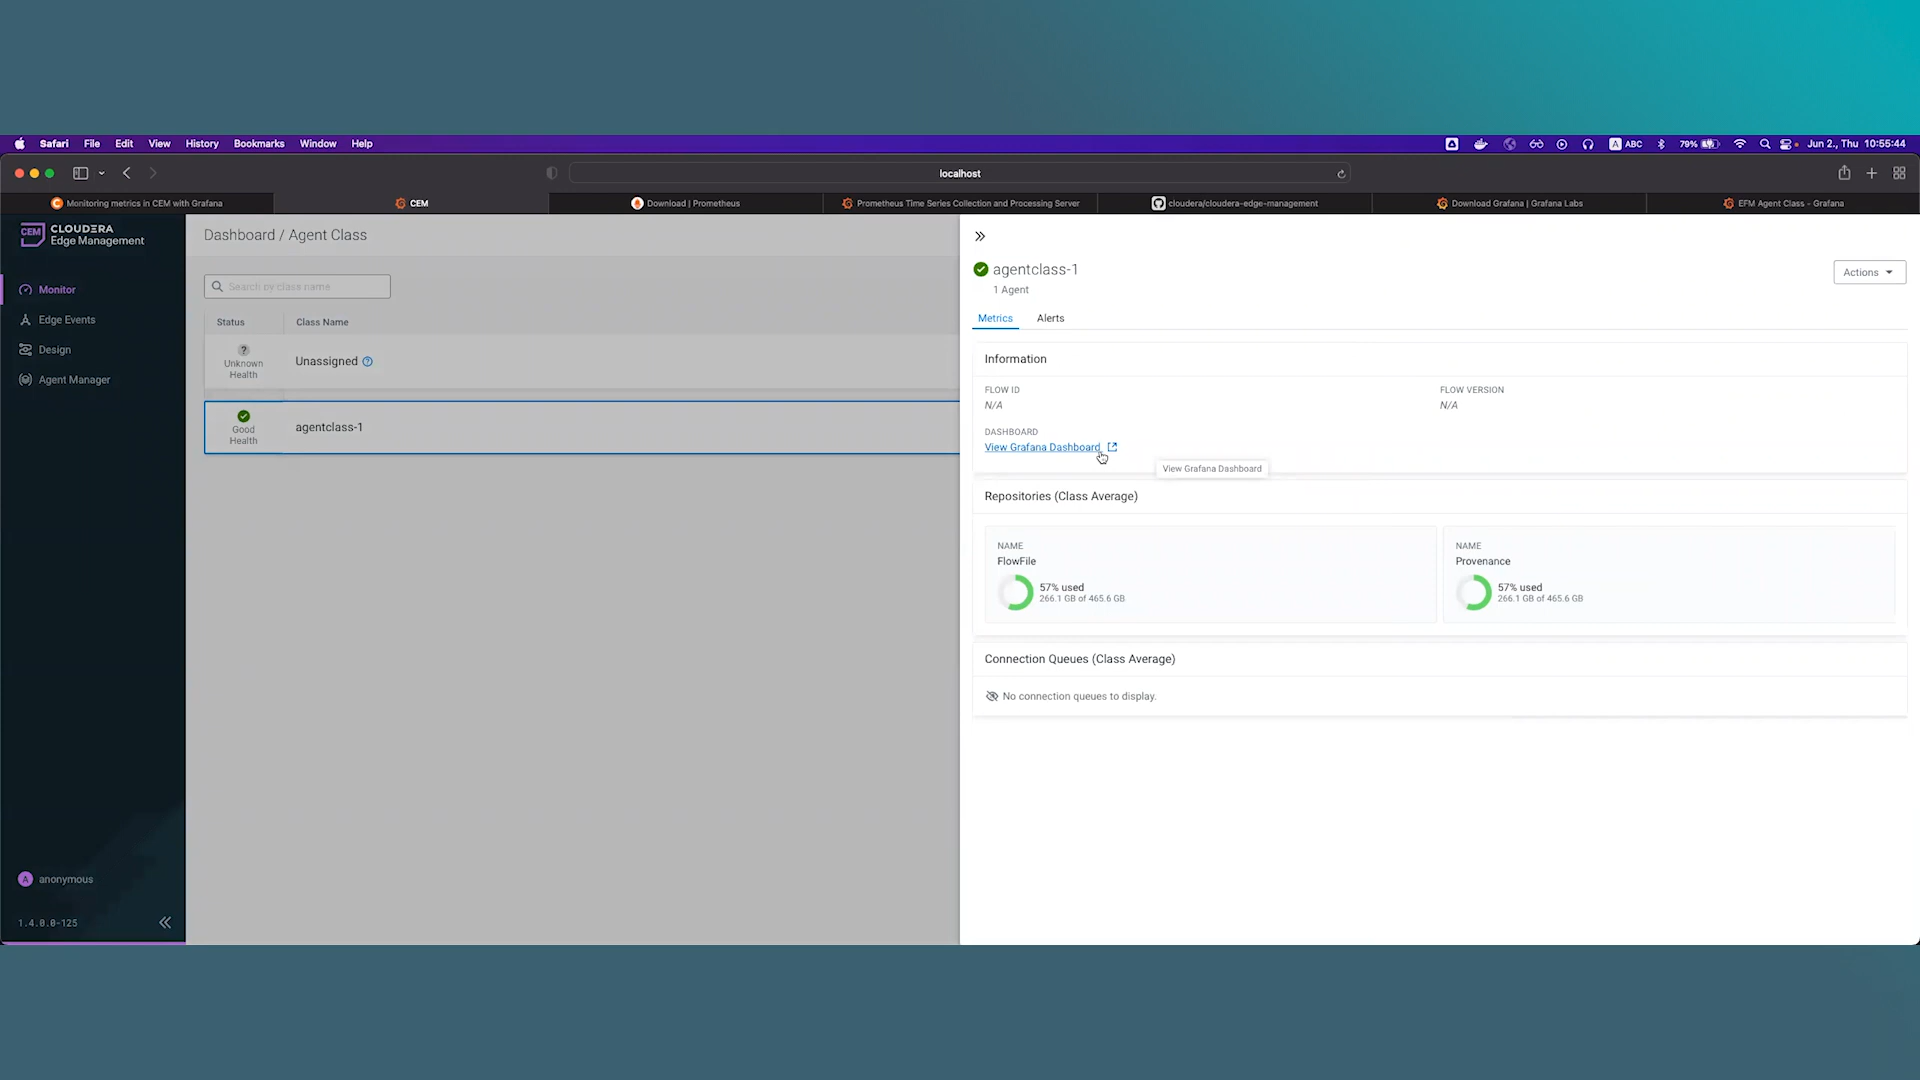 Safari File Edit View History Bookmarks Window Help
A ABC 79% Jun 2., Thu 10:55:44
localhost
Monitoring metrics in CEM with Grafana
CEM
Download | Prometheus
Prometheus Time Series Collection and Processing Server
cloudera/cloudera-edge-management
Download Grafana | Grafana Labs
EFM Agent Class - Grafana
CEM
CLOUDERA
Edge Management
Monitor
Edge Events
Design
Agent Manager
A anonymous
1.4.0.0-125
Dashboard / Agent Class
Search by class name
Status Class Name
?
Unknown
Health
Unassigned ?
Good
Health
agentclass-1
agentclass-1
1 Agent
Actions
Metrics Alerts
Information
FLOW ID
N/A
FLOW VERSION
N/A
DASHBOARD
View Grafana Dashboard
View Grafana Dashboard
Repositories (Class Average)
NAME
FlowFile
57% used
266.1 GB of 465.6 GB
NAME
Provenance
57% used
266.1 GB of 465.6 GB
Connection Queues (Class Average)
No connection queues to display.